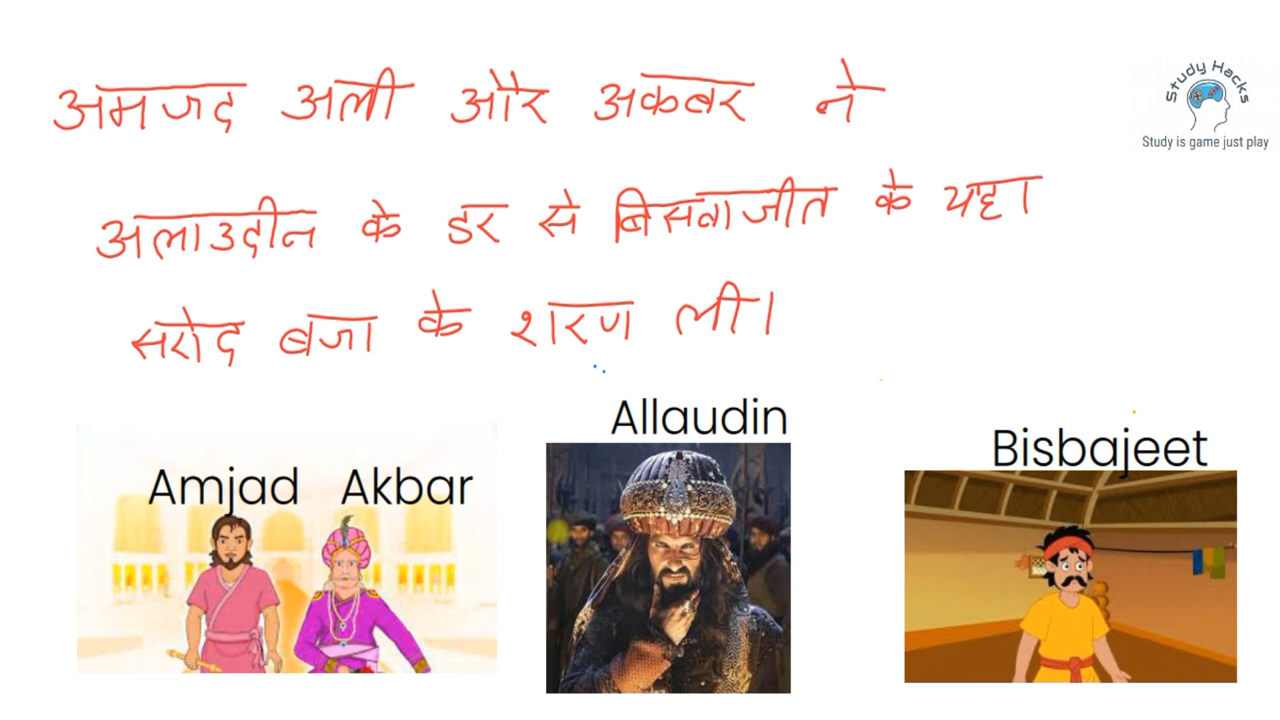 अमजद अली और अकबर ने
अलाउदीन के डर से बिसबाजीत के यहा
सरोद बजा के शरण ली।
Study Hacks
Study is game just play
Amjad Akbar
Allaudin
Bisbajeet